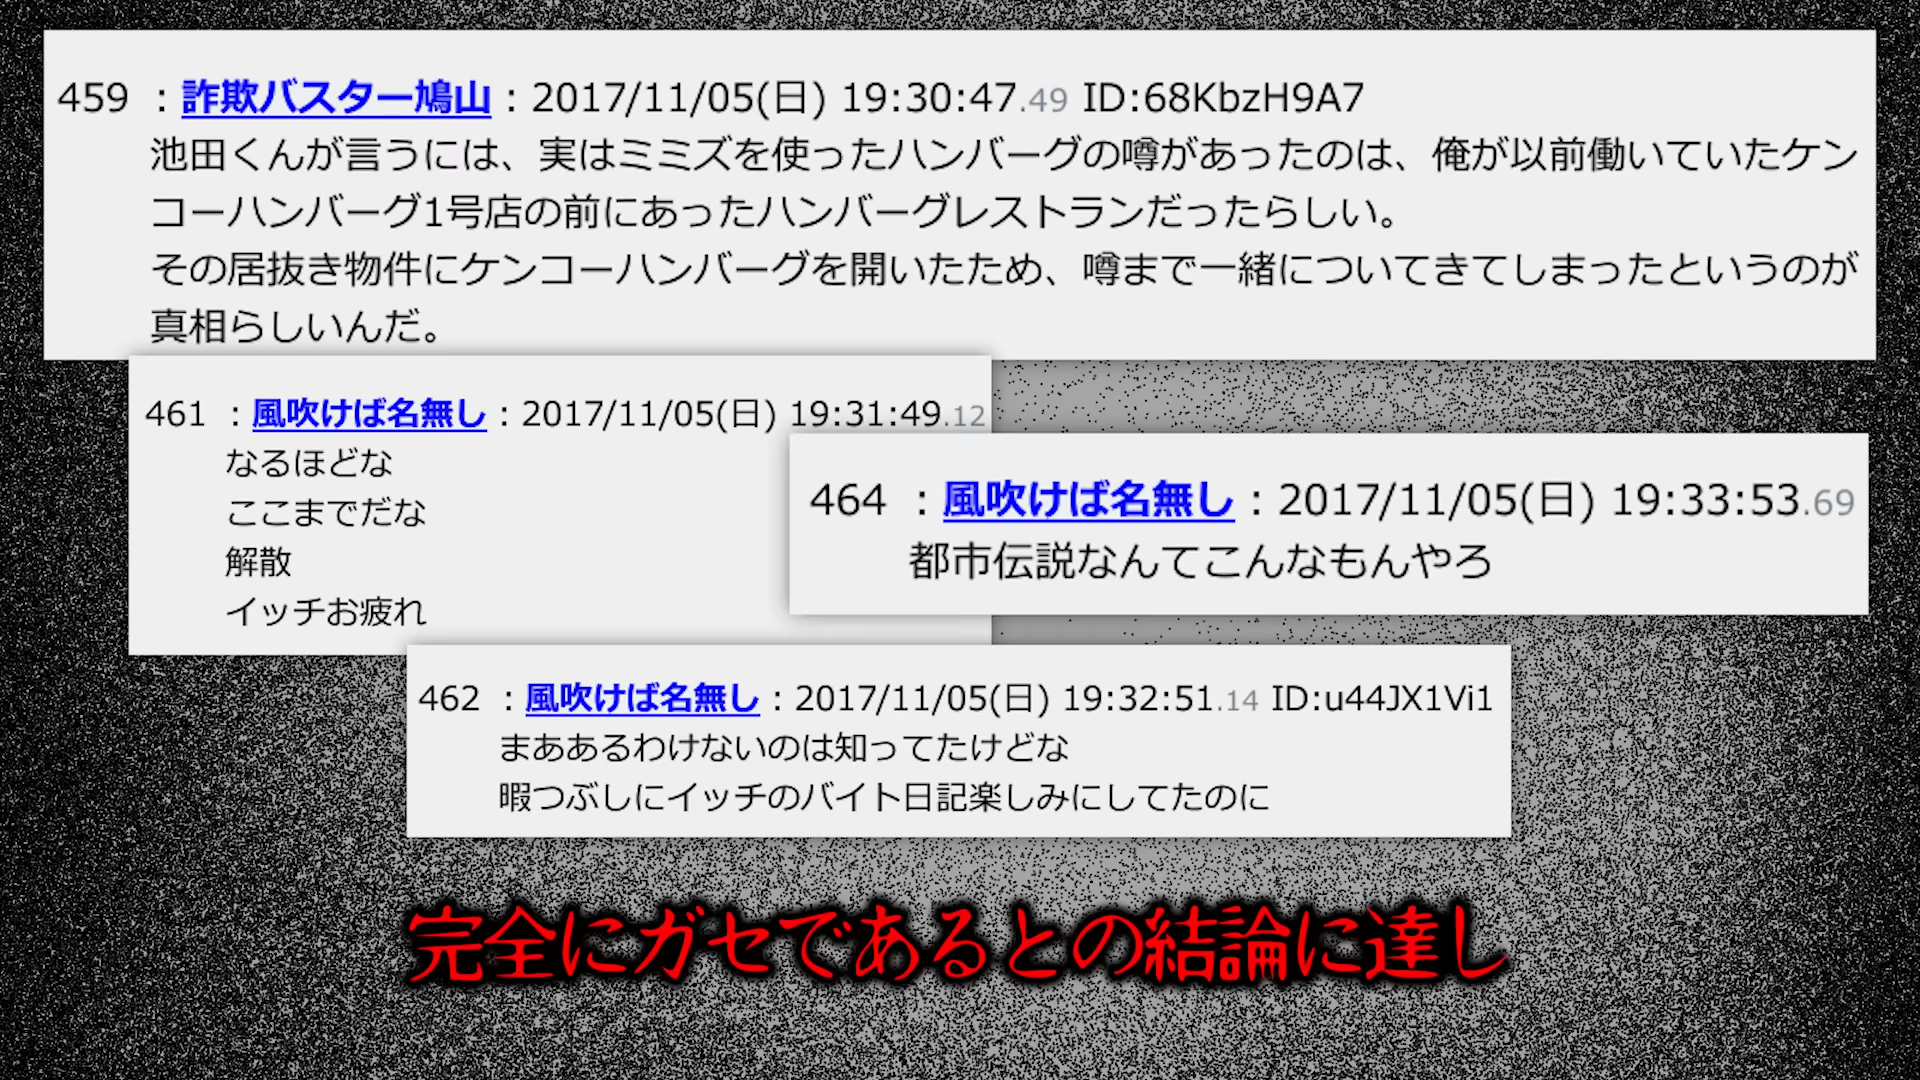 459 ：詐欺バスター鳩山：2017/11/05(日) 19:30:47.49 ID:68KbzH9A7
池田くんが言うには、実はミミズを使ったハンバーグの噂があったのは、俺が以前働いていたケン
コーハンバーグ1号店の前にあったハンバーグレストランだったらしい。
その居抜き物件にケンコーハンバーグを開いたため、噂まで一緒についてきてしまったというのが
真相らしいんだ。
461 ：風吹けば名無し：2017/11/05(日) 19:31:49.12
なるほどな
ここまでだな
解散
イッチお疲れ
464 ：風吹けば名無し：2017/11/05(日) 19:33:53.69
都市伝説なんてこんなもんやろ
462 ：風吹けば名無し：2017/11/05(日) 19:32:51.14 ID:u44JX1Vi1
まああるわけないのは知ってたけどな
暇つぶしにイッチのバイト日記楽しみにしてたのに
完全にガセであるとの結論に達し